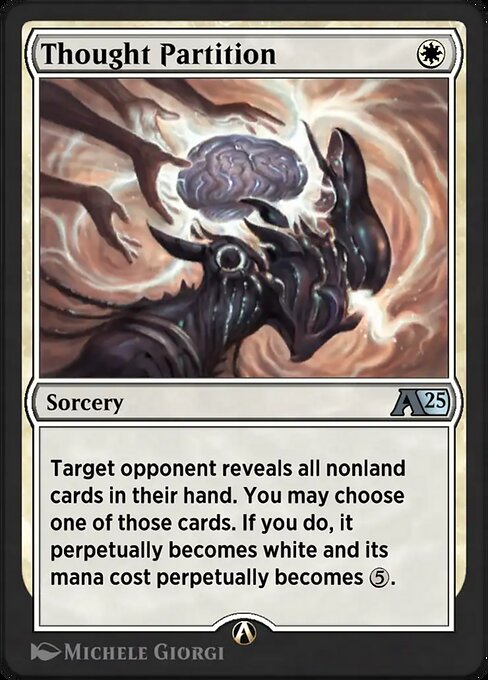 Thought Partition
Sorcery
A25
Target opponent reveals all nonland
cards in their hand. You may choose
one of those cards. If you do, it
perpetually becomes white and its
mana cost perpetually becomes 5.
Michele Giorgi